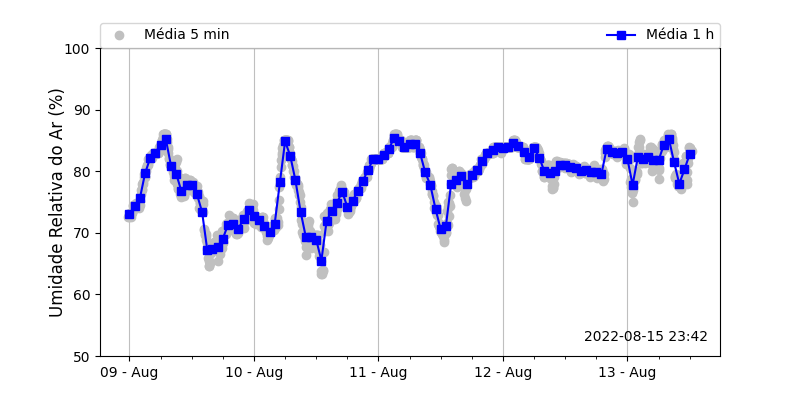 Média 5 min
Média 1 h
Umidade Relativa do Ar (%)
100
90
80
70
60
50
2022-08-15 23:42
09 - Aug
10 - Aug
11 - Aug
12 - Aug
13 - Aug